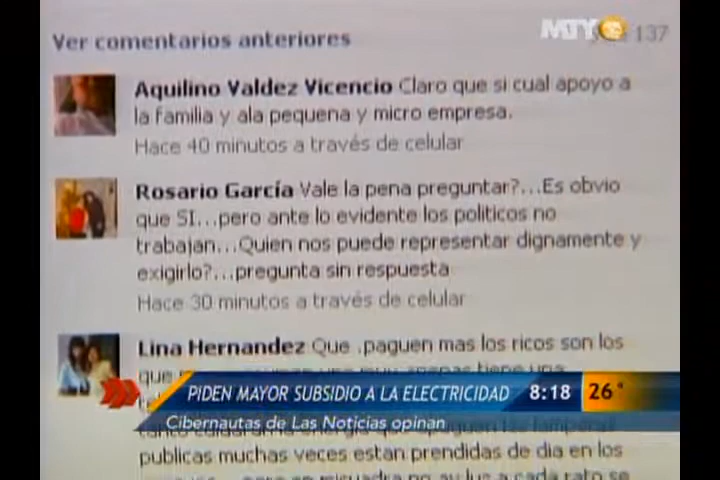 MTY
137
Ver comentarios anteriores
Aquilino Valdez Vicencio Claro que si cual apoyo a
la familia y ala pequena y micro empresa.
Hace 40 minutos a través de celular
Rosario García Vale la pena preguntar?...Es obvio
que SI...pero ante lo evidente los politicos no
trabajan...Quien nos puede representar dignamente y
exigirlo?...pregunta sin respuesta
Hace 30 minutos a través de celular
Lina Hernandez Que .paguen mas los ricos son los
que
PIDEN MAYOR SUBSIDIO A LA ELECTRICIDAD
8:18
26°
Cibernautas de Las Noticias opinan
publicas muchas veces estan prendidas de dia en los